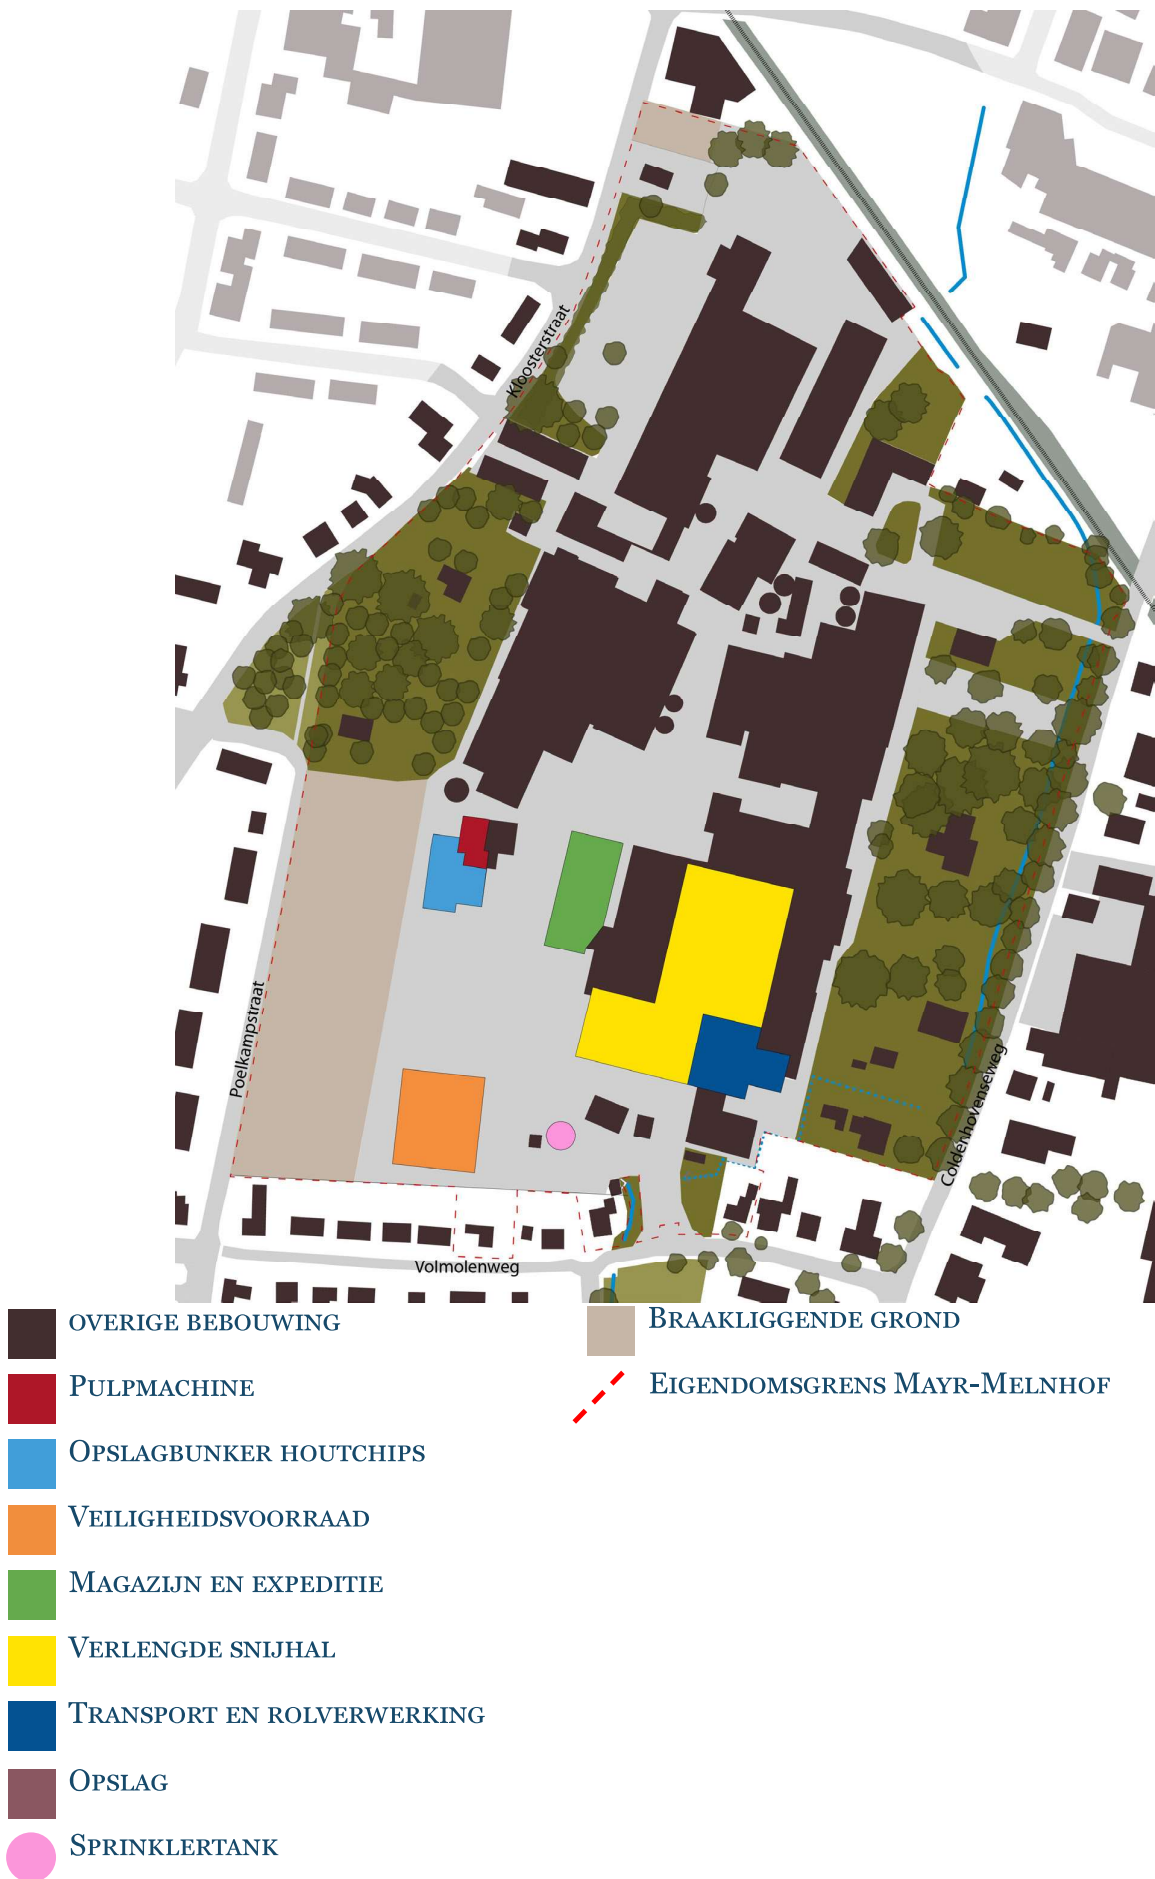 Kloosterstraat
Poelkampstraat
Coldenhovenseweg
Volmolenweg
overige bebouwing
Pulpmachine
Opslagbunker houtchips
Veiligheidsvoorraad
Magazijn en expeditie
Verlengde snijhal
Transport en rolverwerking
Opslag
Sprinklertank
Braakliggende grond
Eigendomsgrens Mayr-Melnhof